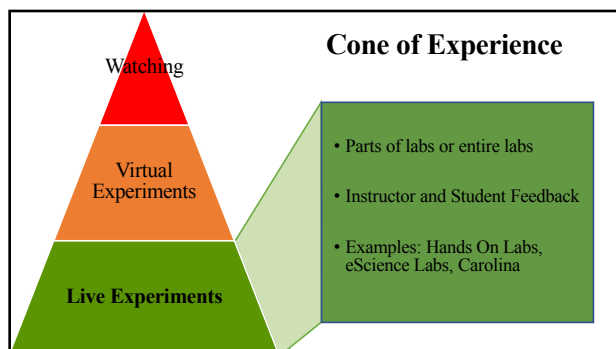 Cone of Experience
Watching
Virtual
Experiments
Live Experiments
• Parts of labs or entire labs
• Instructor and Student Feedback
• Examples: Hands On Labs,
eScience Labs, Carolina